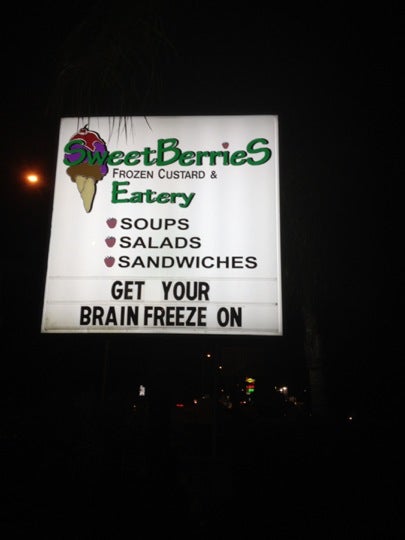 SweetBerrieS
FROZEN CUSTARD &
Eatery
SOUPS
SALADS
SANDWICHES
GET YOUR
BRAIN FREEZE ON